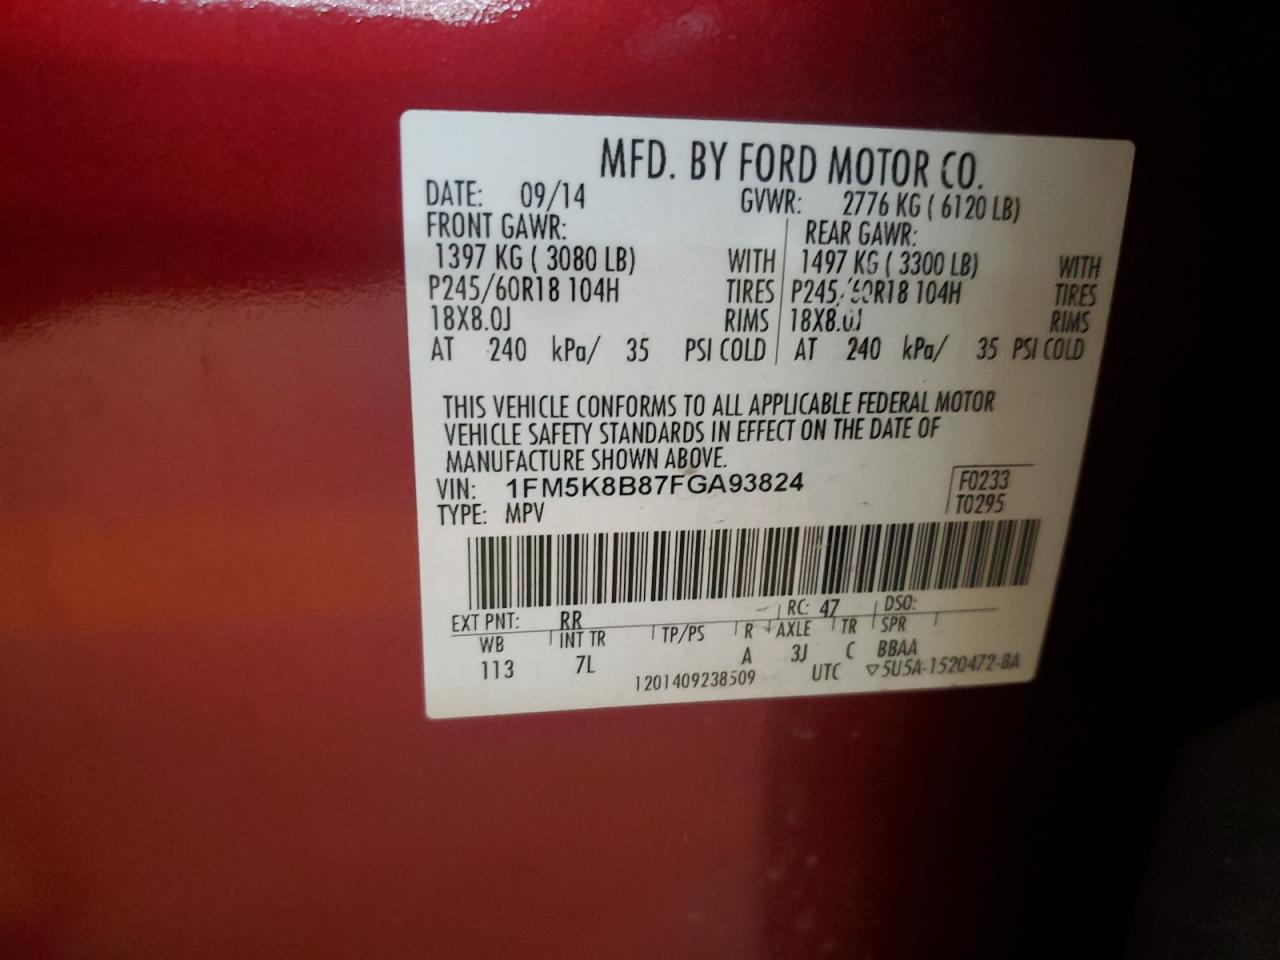 MFD. BY FORD MOTOR CO.
DATE: 09/14 GVWR: 2776 KG ( 6120 LB)
FRONT GAWR: REAR GAWR:
1397 KG ( 3080 LB) WITH 1497 KG ( 3300 LB) WITH
P245/60R18 104H TIRES P245/60R18 104H TIRES
18X8.0J RIMS 18X8.0J RIMS
AT 240 kPa/ 35 PSI COLD AT 240 kPa/ 35 PSI COLD
THIS VEHICLE CONFORMS TO ALL APPLICABLE FEDERAL MOTOR
VEHICLE SAFETY STANDARDS IN EFFECT ON THE DATE OF
MANUFACTURE SHOWN ABOVE.
VIN: 1FM5K8B87FGA93824 F0233
TYPE: MPV T0295
EXT PNT: RR RC: 47 DSO:
WB INT TR TP/PS R AXLE TR SPR
113 7L A 3J C BBAA
1201409238509 UTC ▽5U5A-1520472-BA